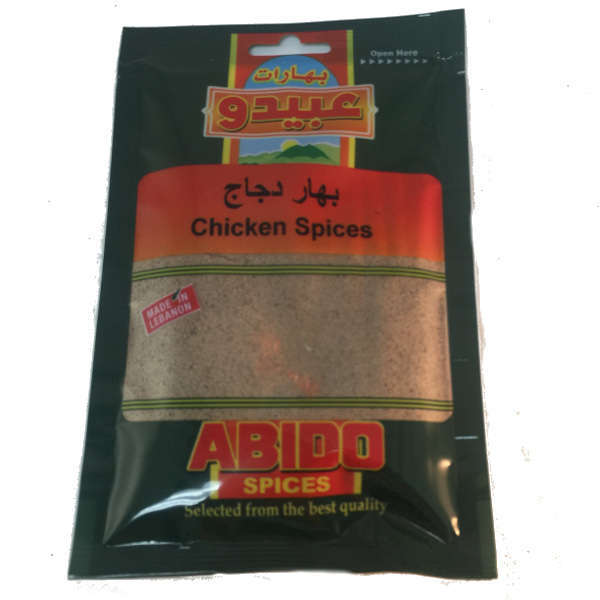 Open Here
بهارات
عبيدو
بهار دجاج
Chicken Spices
MADE IN
LEBANON
ABIDO
SPICES
Selected from the best quality